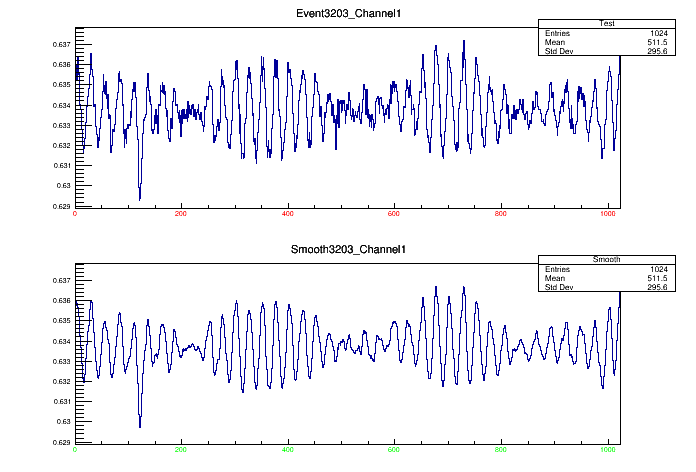 Event3203_Channel1
Test
Entries 1024
Mean 511.5
Std Dev 295.6
0.637
0.636
0.635
0.634
0.633
0.632
0.631
0.63
0.629
0 200 400 600 800 1000
Smooth3203_Channel1
Smooth
Entries 1024
Mean 511.5
Std Dev 295.6
0.637
0.636
0.635
0.634
0.633
0.632
0.631
0.63
0.629
0 200 400 600 800 1000